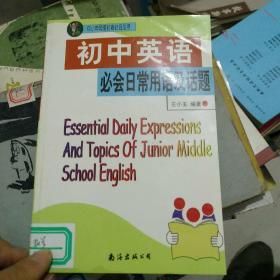 初中英语
必会日常用语及话题
Essential Daily Expressions
And Topics Of Junior Middle
School English
南海出版公司